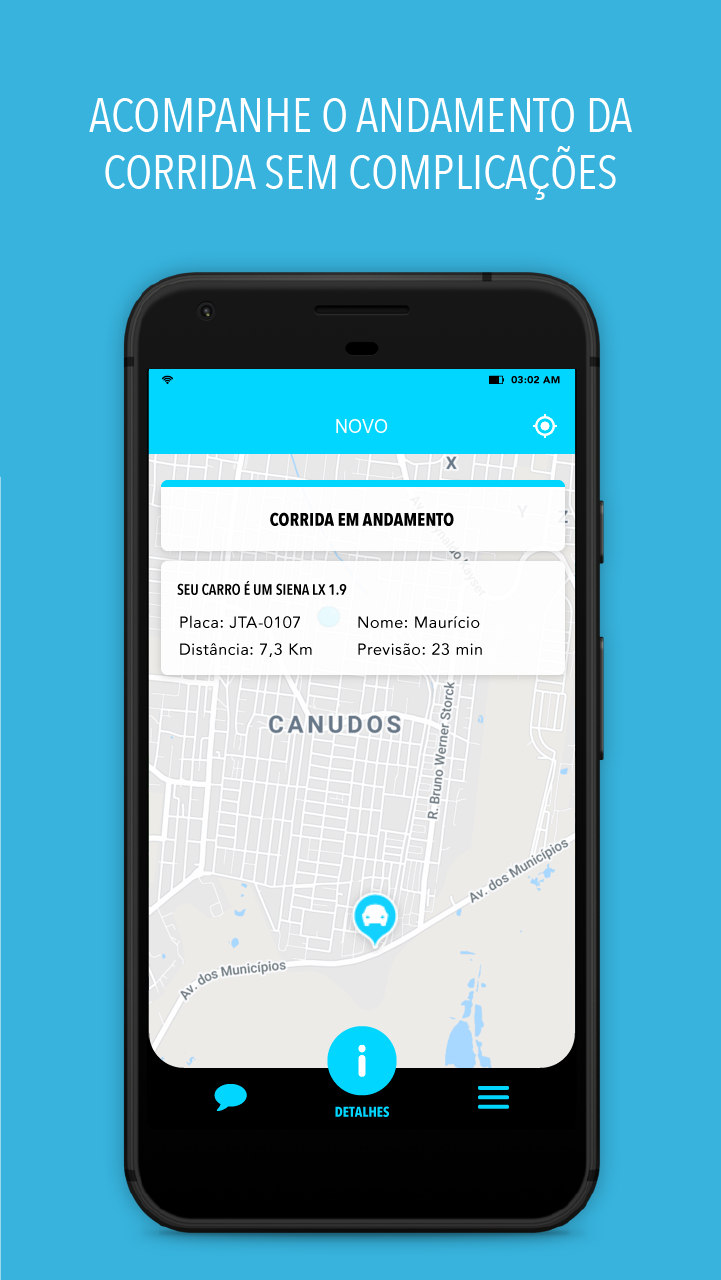 ACOMPANHE O ANDAMENTO DA
CORRIDA SEM COMPLICAÇÕES
03:02 AM
NOVO
X
Y
Z
CORRIDA EM ANDAMENTO
SEU CARRO É UM SIENA LX 1.9
Placa: JTA-0107
Nome: Maurício
Distância: 7,3 Km
Previsão: 23 min
CANUDOS
R. Bruno Werner Storck
Av. dos Municípios
Av. dos Municípios
DETALHES